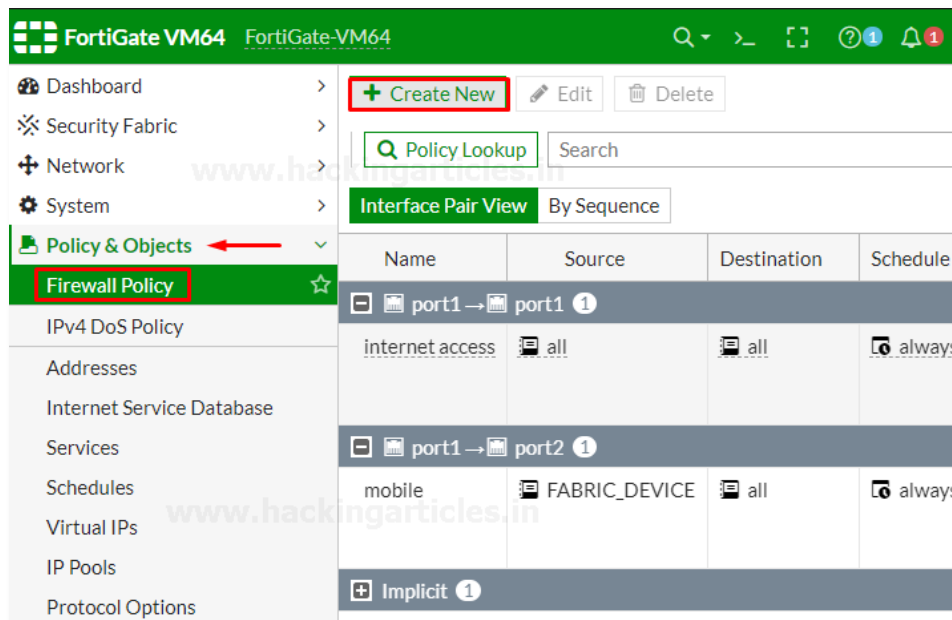 FortiGate VM64 FortiGate-VM64 >_ 1 1
Dashboard
Security Fabric
Network
System
Policy & Objects
Firewall Policy
IPv4 DoS Policy
Addresses
Internet Service Database
Services
Schedules
Virtual IPs
IP Pools
Protocol Options
+ Create New Edit Delete
Policy Lookup Search
www.hackingarticles.in
Interface Pair View By Sequence
Name Source Destination Schedule
port1 → port1 1
internet access all all always
port1 → port2 1
mobile FABRIC_DEVICE all always
www.hackingarticles.in
Implicit 1